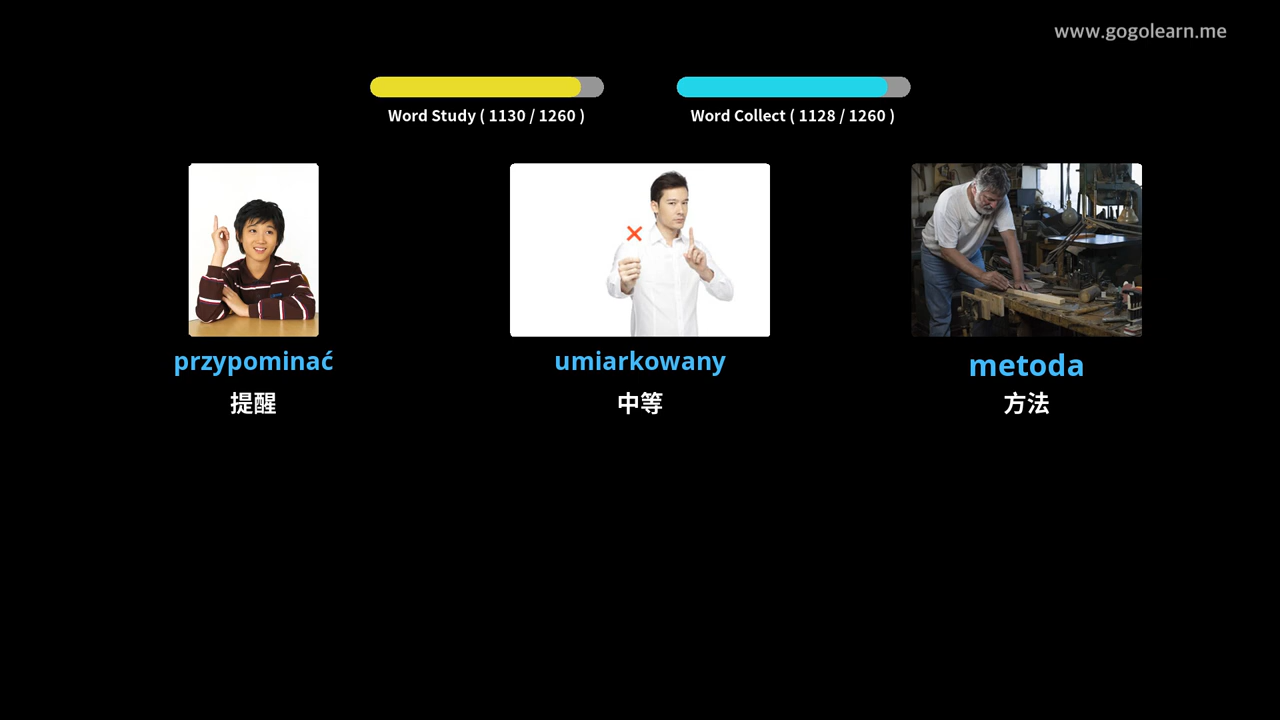 www.gogolearn.me
Word Study ( 1130 / 1260 )
Word Collect ( 1128 / 1260 )
przypominać
umiarkowany
metoda
提醒
中等
方法